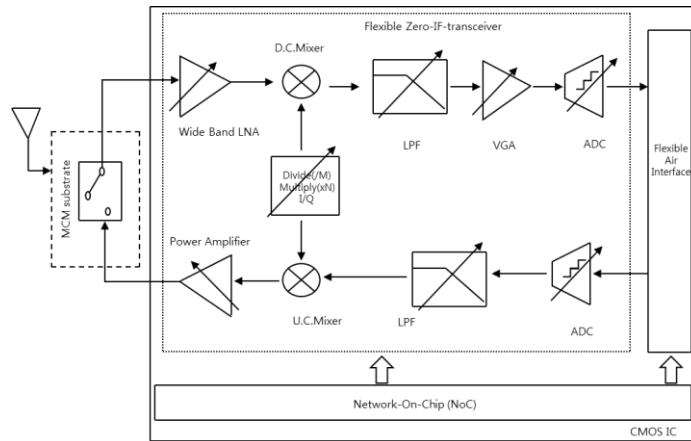 Flexible Zero-IF-transceiver
D.C.Mixer
Wide Band LNA
LPF
VGA
ADC
Flexible
Air
Interface
MCM substrate
Divide(/M)
Multiply(xN)
I/Q
Power Amplifier
U.C.Mixer
LPF
ADC
Network-On-Chip (NoC)
CMOS IC